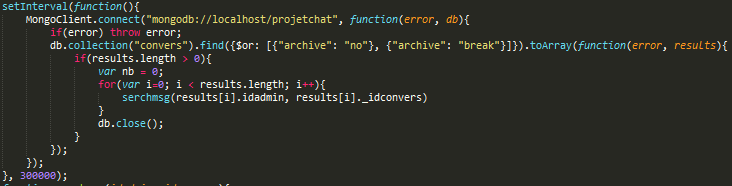 setInterval(function(){
    MongoClient.connect("mongodb://localhost/projetchat", function(error, db){
        if(error) throw error;
        db.collection("convers").find({$or: [{"archive": "no"}, {"archive": "break"}]}).toArray(function(error, results){
            if(results.length > 0){
                var nb = 0;
                for(var i=0; i < results.length; i++){
                    serchmsg(results[i].idadmin, results[i]._idconvers)
                }
                db.close();
            }
        });
    });
}, 300000);